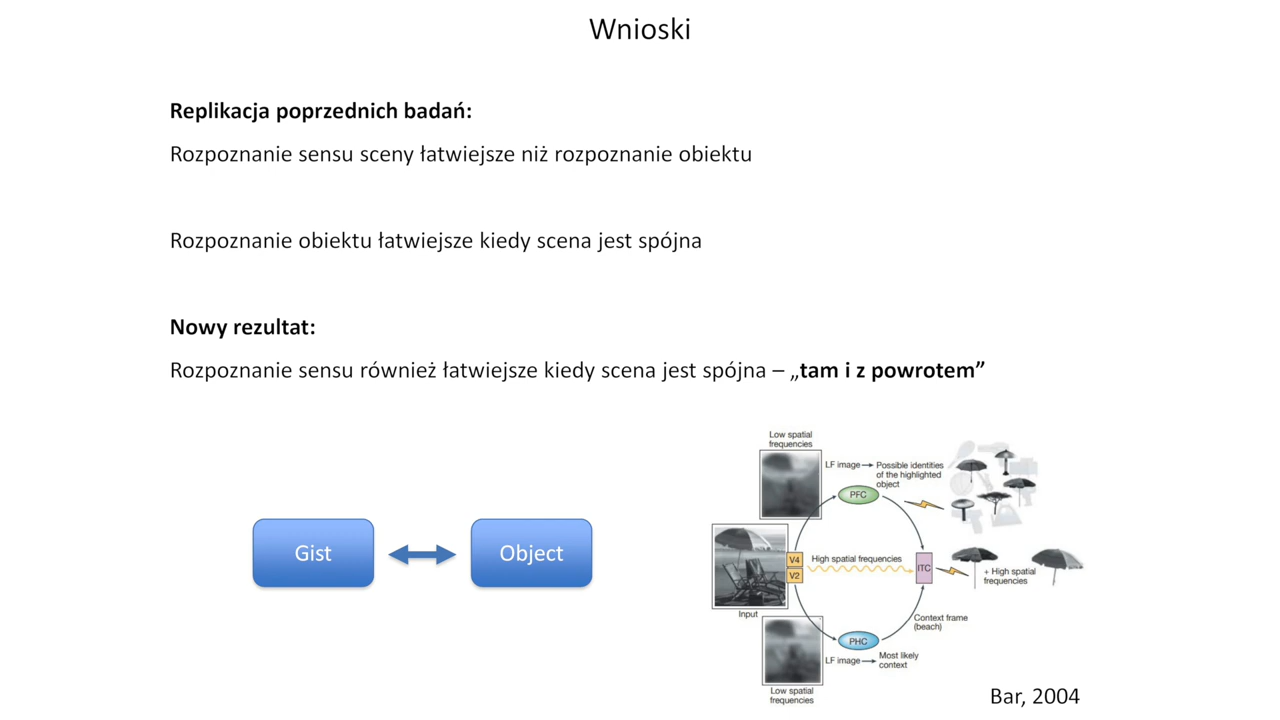 Wnioski
Replikacja poprzednich badań:
Rozpoznanie sensu sceny łatwiejsze niż rozpoznanie obiektu
Rozpoznanie obiektu łatwiejsze kiedy scena jest spójna
Nowy rezultat:
Rozpoznanie sensu również łatwiejsze kiedy scena jest spójna – „tam i z powrotem”
Gist
Object
Low spatial
frequencies
LF image
Possible identities
of the highlighted
object
PFC
High spatial frequencies
V4
V2
ITC
+ High spatial
frequencies
Input
Context frame
(beach)
PHC
LF image
Most likely
context
Low spatial
frequencies
Bar, 2004